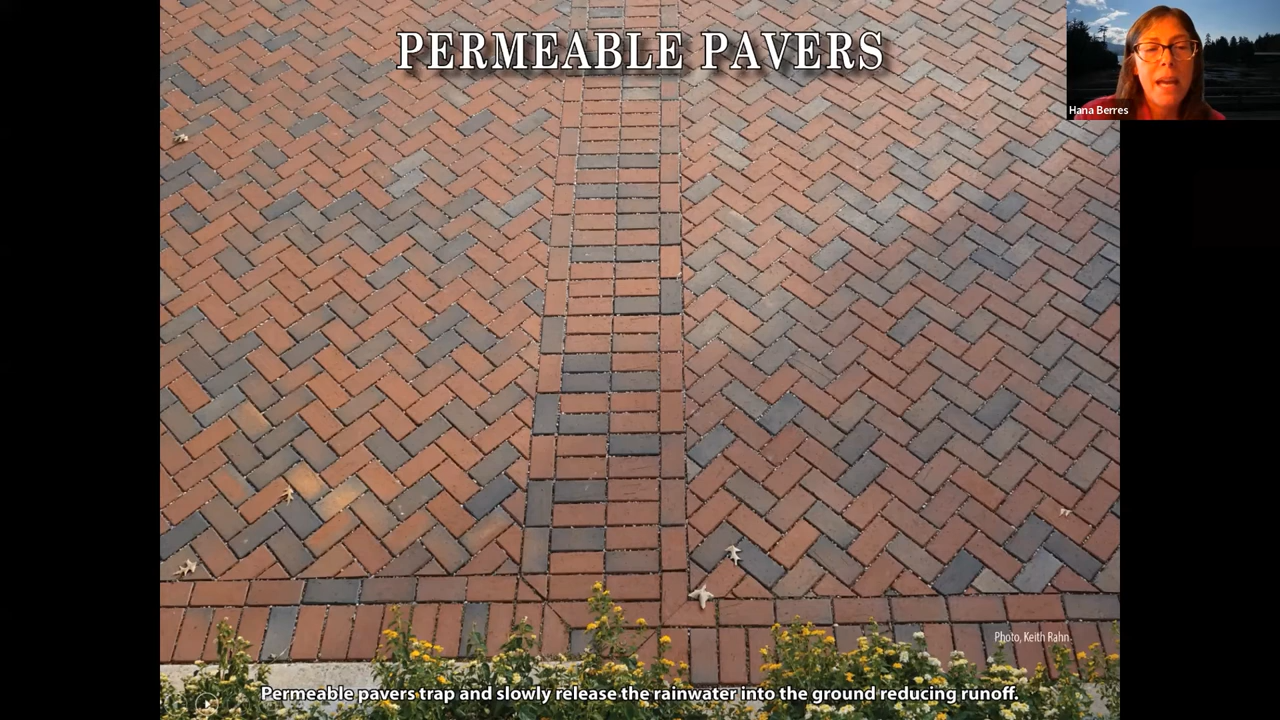 PERMEABLE PAVERS
Hana Berres
Photo, Keith Rahn
Permeable pavers trap and slowly release the rainwater into the ground reducing runoff.